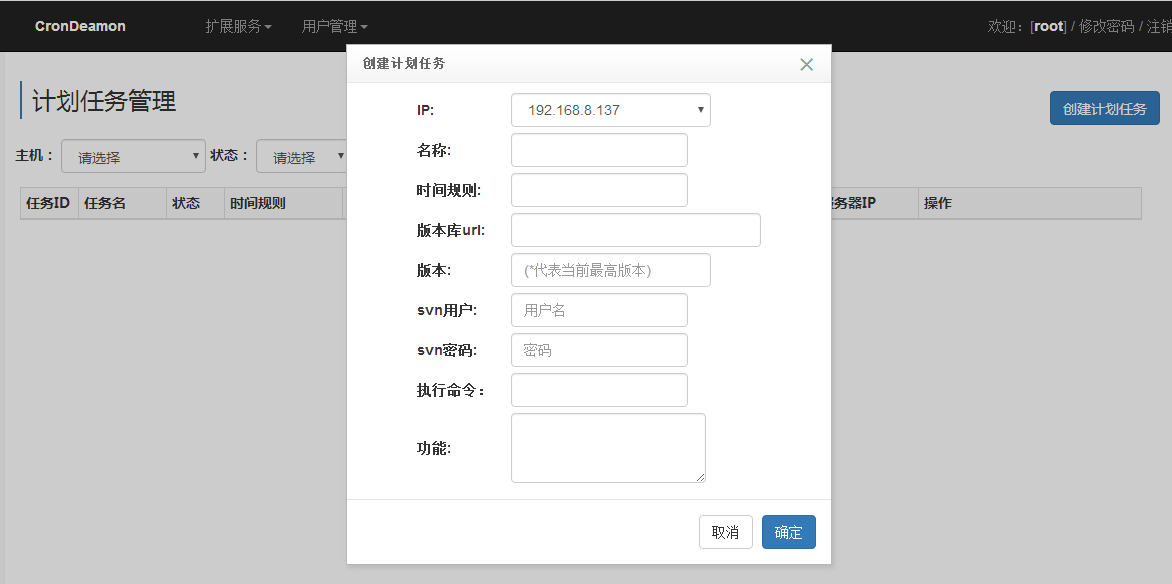 CronDeamon 扩展服务 用户管理 欢迎：[root] / 修改密码 / 注销
创建计划任务
计划任务管理
创建计划任务
主机： 请选择 状态： 请选择
任务ID 任务名 状态 时间规则 务器IP 操作
IP: 192.168.8.137
名称:
时间规则:
版本库url:
版本: (*代表当前最高版本)
svn用户: 用户名
svn密码: 密码
执行命令：
功能:
取消 确定